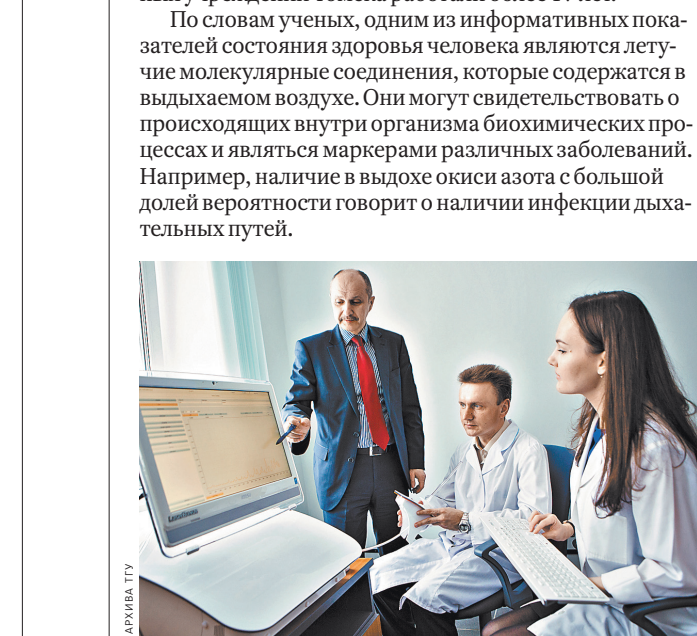 По словам ученых, одним из информативных пока-
зателей состояния здоровья человека являются лету-
чие молекулярные соединения, которые содержатся в
выдыхаемом воздухе. Они могут свидетельствовать о
происходящих внутри организма биохимических про-
цессах и являться маркерами различных заболеваний.
Например, наличие в выдохе окиси азота с большой
долей вероятности говорит о наличии инфекции дыха-
тельных путей.
АРХИВА ТГУ